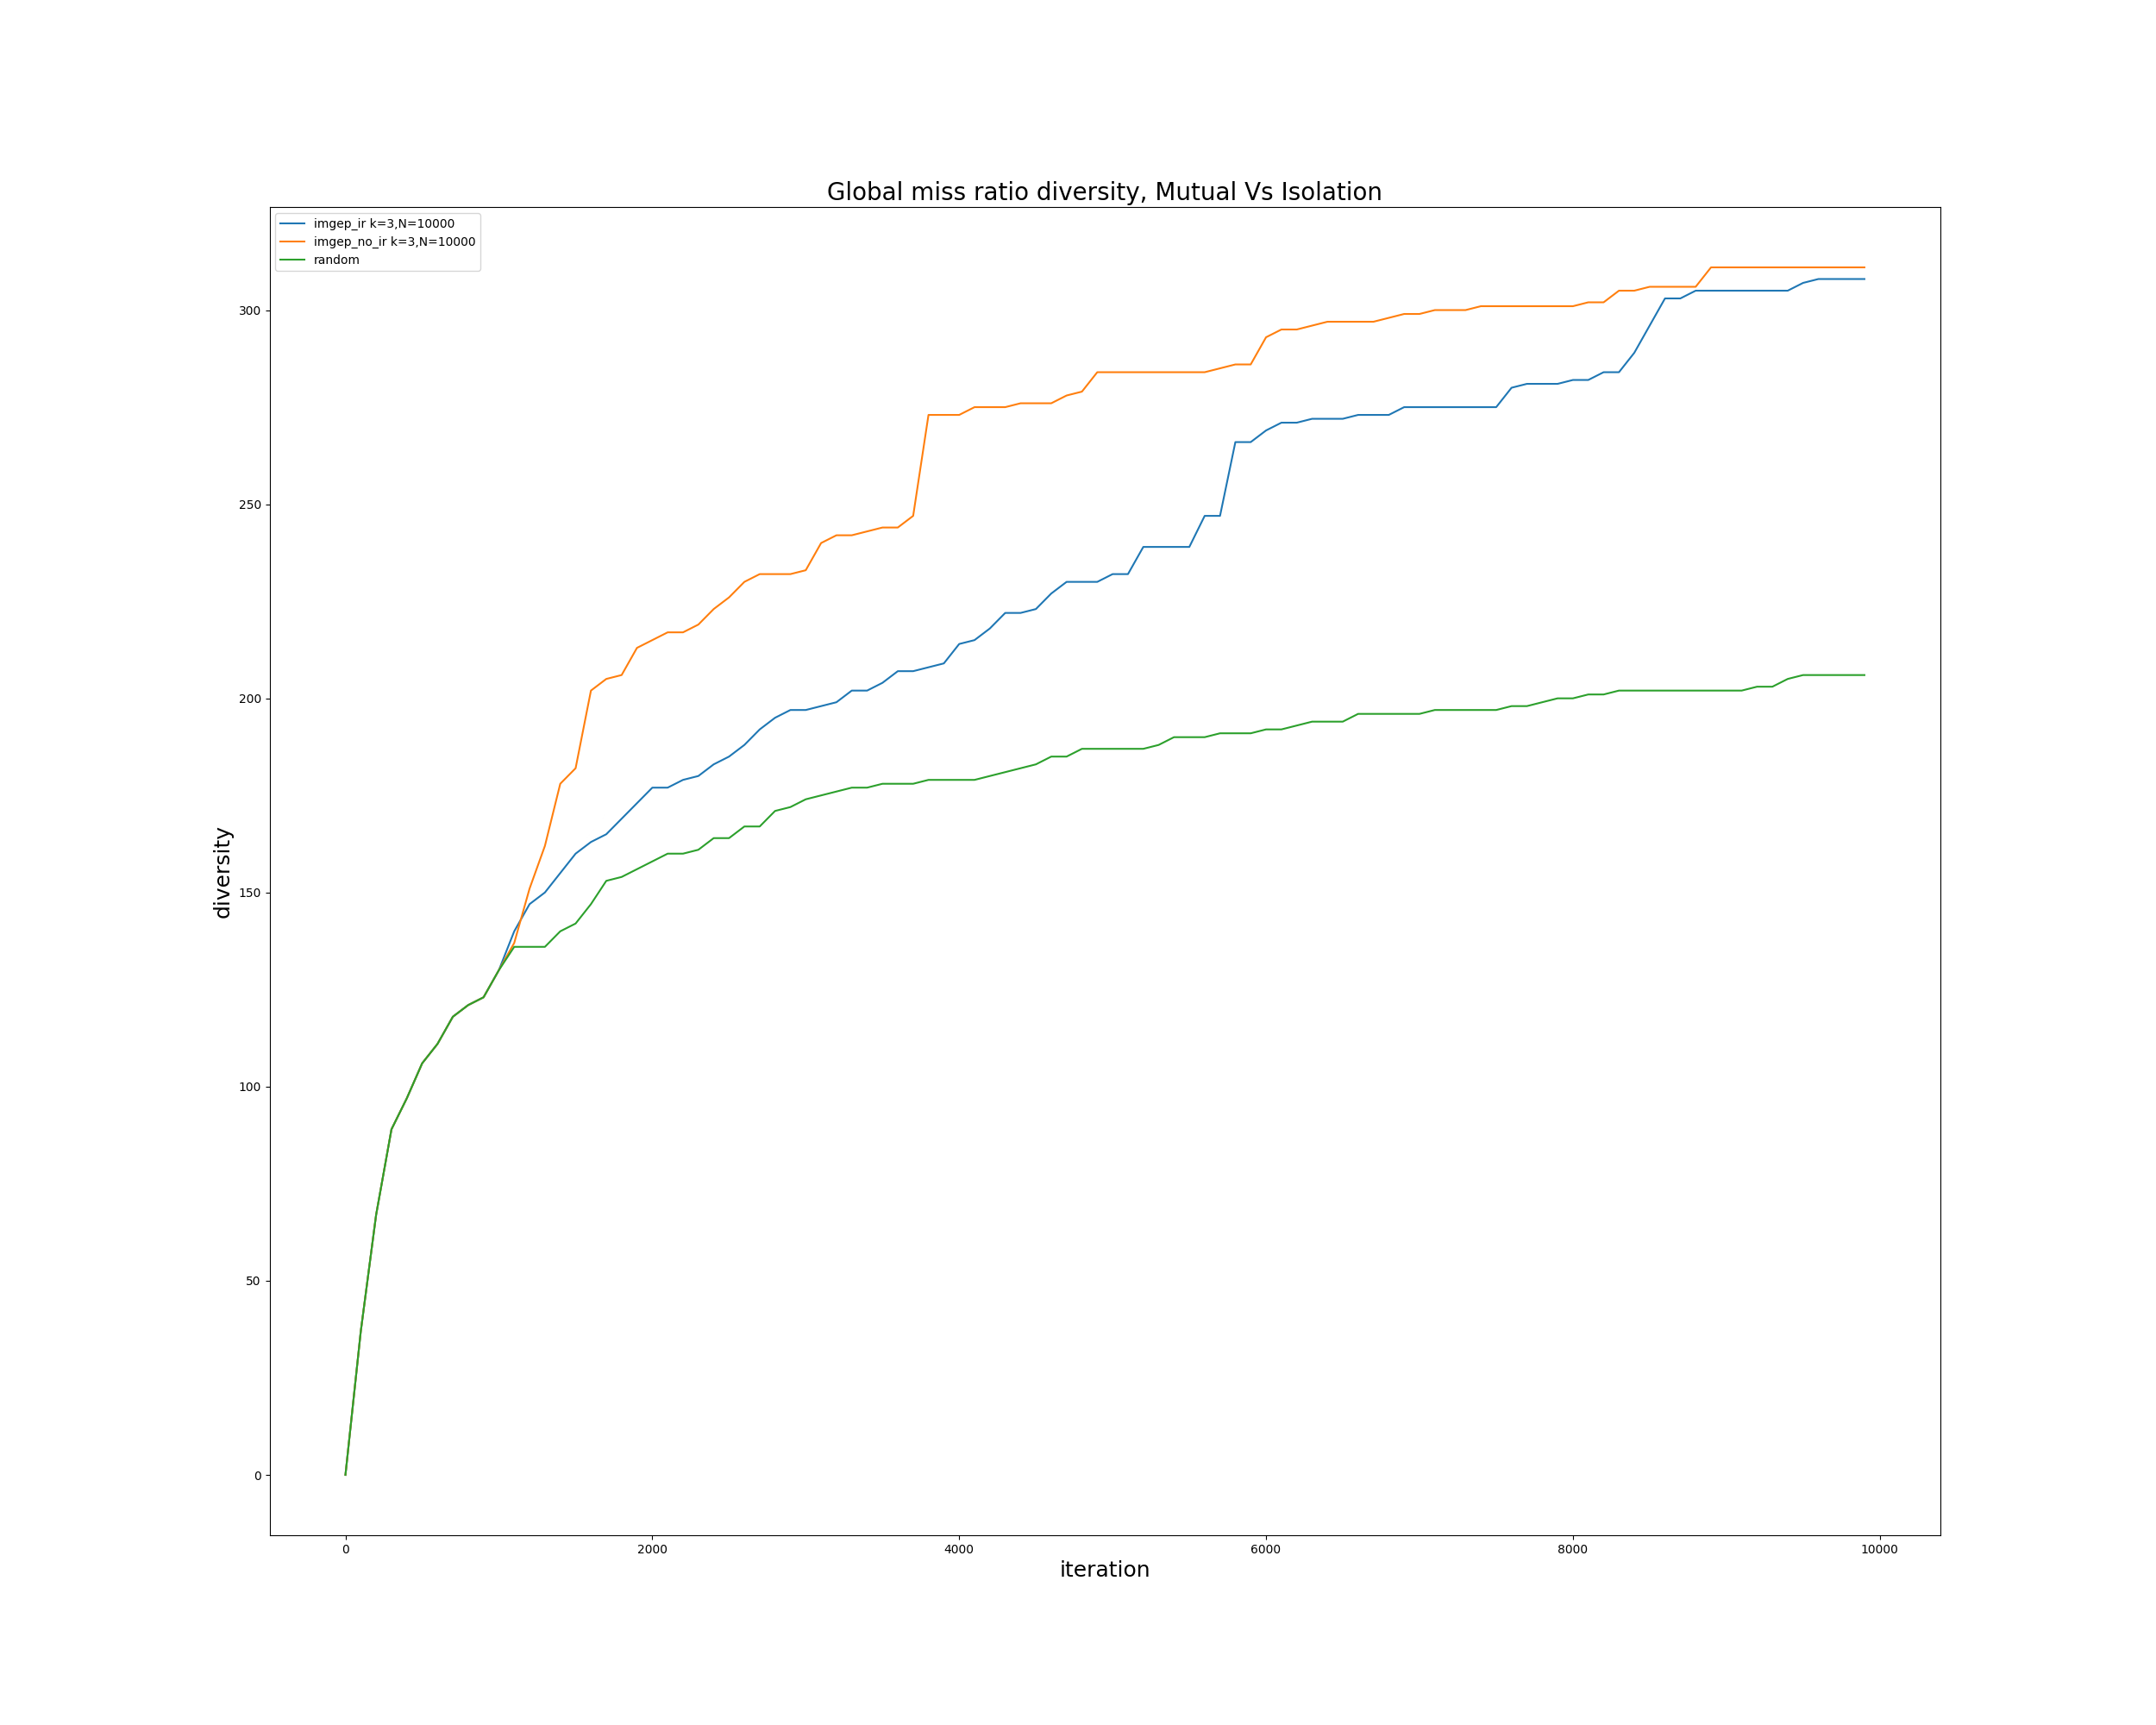 Global miss ratio diversity, Mutual Vs Isolation
imgep_ir k=3,N=10000
imgep_no_ir k=3,N=10000
random
300
250
200
150
100
50
0
diversity
0 2000 4000 6000 8000 10000
iteration